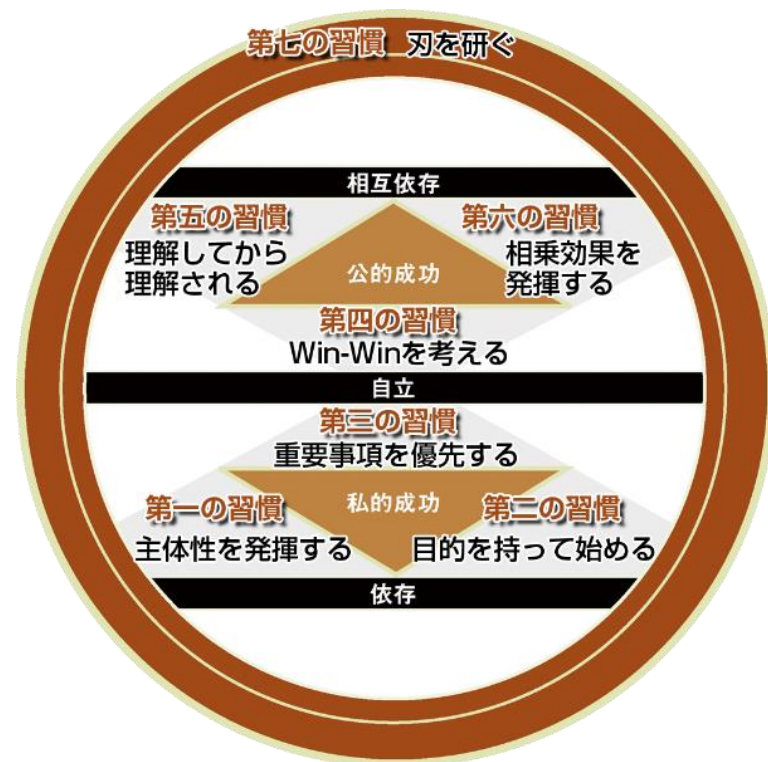 第七の習慣 刃を研ぐ
相互依存
第五の習慣
理解してから
理解される
第六の習慣
相乗効果を
発揮する
公的成功
第四の習慣
Win-Winを考える
自立
第三の習慣
重要事項を優先する
私的成功
第一の習慣
主体性を発揮する
第二の習慣
目的を持って始める
依存